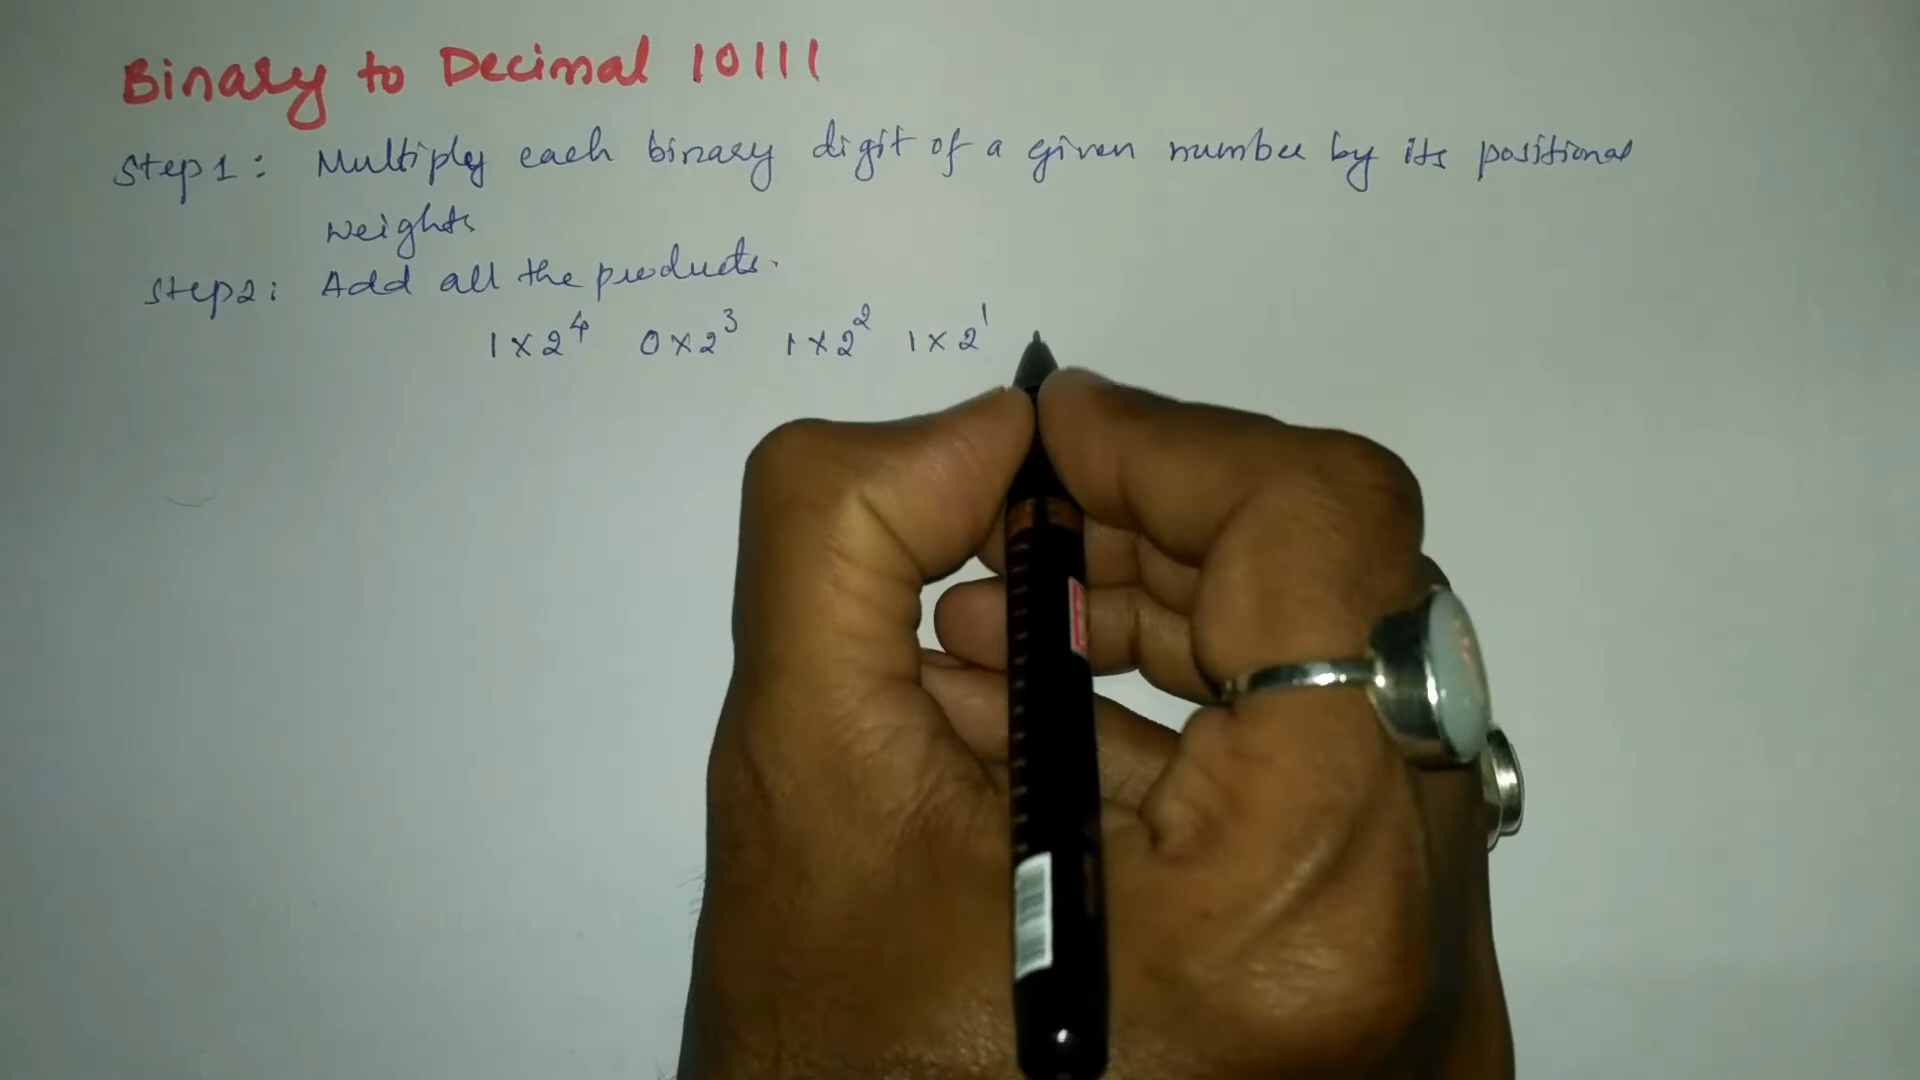 Binary to Decimal 10111
Step 1: Multiply each binary digit of a given number by its positional
weights
Step 2: Add all the products.
1 × 2⁴ 0 × 2³ 1 × 2² 1 × 2¹